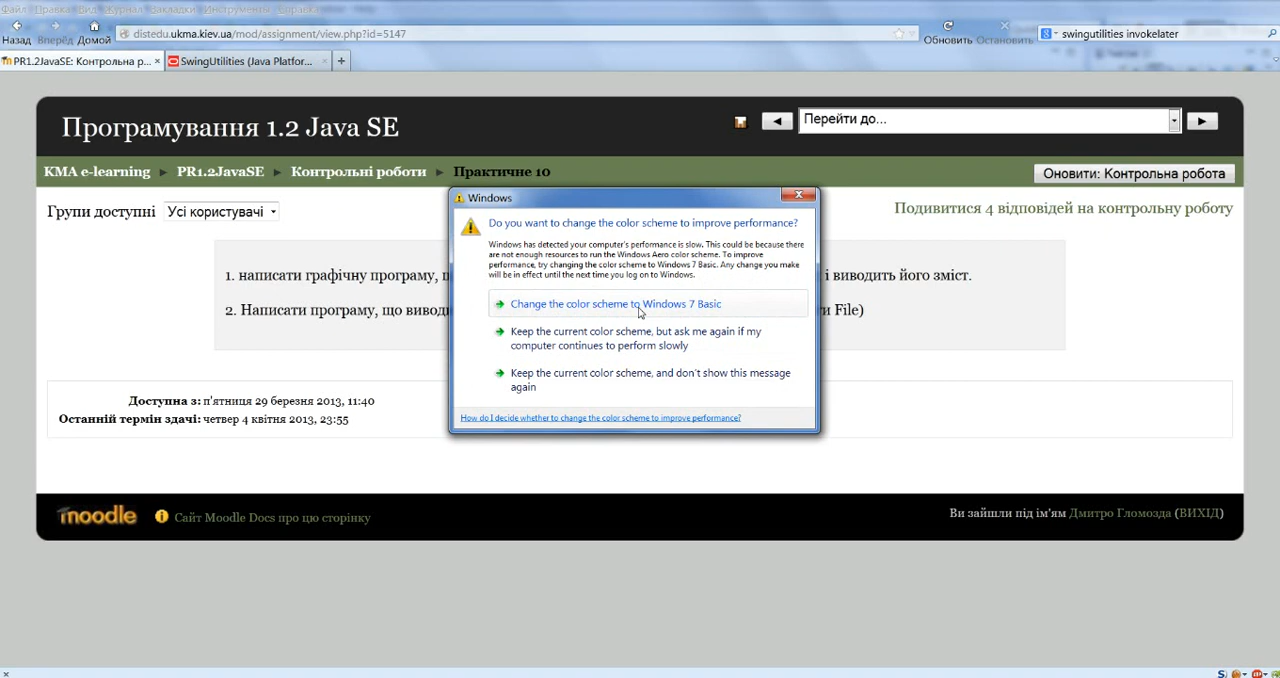 Файл Правка Вид Журнал Закладки Инструменты Справка
Назад Вперёд Домой distedu.ukma.kiev.ua/mod/assignment/view.php?id=5147 Обновить Остановить swingutilities invokelater
PR1.2JavaSE: Контрольна р... SwingUtilities (Java Platfor...
Програмування 1.2 Java SE
Перейти до...
KMA e-learning ► PR1.2JavaSE ► Контрольні роботи ► Практичне 10
Оновити: Контрольна робота
Групи доступні Усі користувачі
Подивитися 4 відповідей на контрольну роботу
1. написати графічну програму, і виводить його зміст.
2. Написати програму, що File)
Windows
Do you want to change the color scheme to improve performance?
Windows has detected your computer's performance is slow. This could be because there
are not enough resources to run the Windows Aero color scheme. To improve
performance, try changing the color scheme to Windows 7 Basic. Any change you make
will be in effect until the next time you log on to Windows.
Change the color scheme to Windows 7 Basic
Keep the current color scheme, but ask me again if my
computer continues to perform slowly
Keep the current color scheme, and don't show this message
again
How do I decide whether to change the color scheme to improve performance?
Доступна з: п'ятниця 29 березня 2013, 11:40
Останній термін здачі: четвер 4 квітня 2013, 23:55
moodle
Сайт Moodle Docs про цю сторінку
Ви зайшли під ім'ям Дмитро Гломозда (ВИХІД)